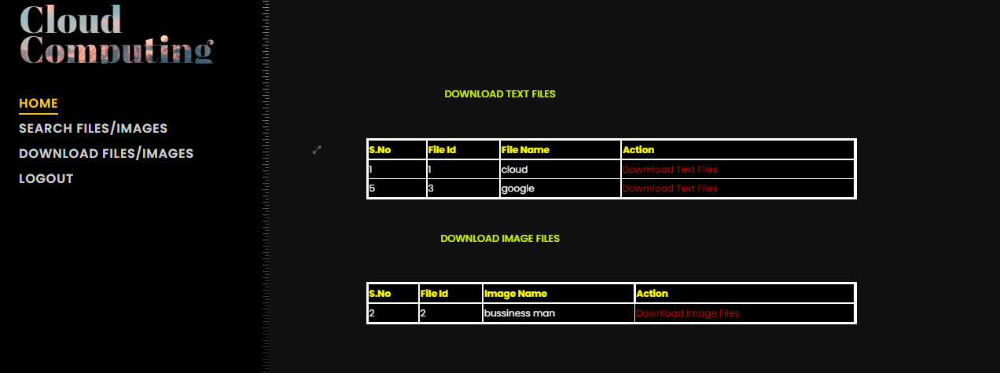 Cloud
Computing
HOME
SEARCH FILES/IMAGES
DOWNLOAD FILES/IMAGES
LOGOUT
DOWNLOAD TEXT FILES
S.No File Id File Name Action
1 1 cloud Dowmload Text Files
5 3 google Dowmload Text Files
DOWNLOAD IMAGE FILES
S.No File Id Image Name Action
2 2 bussiness man Download Image Files